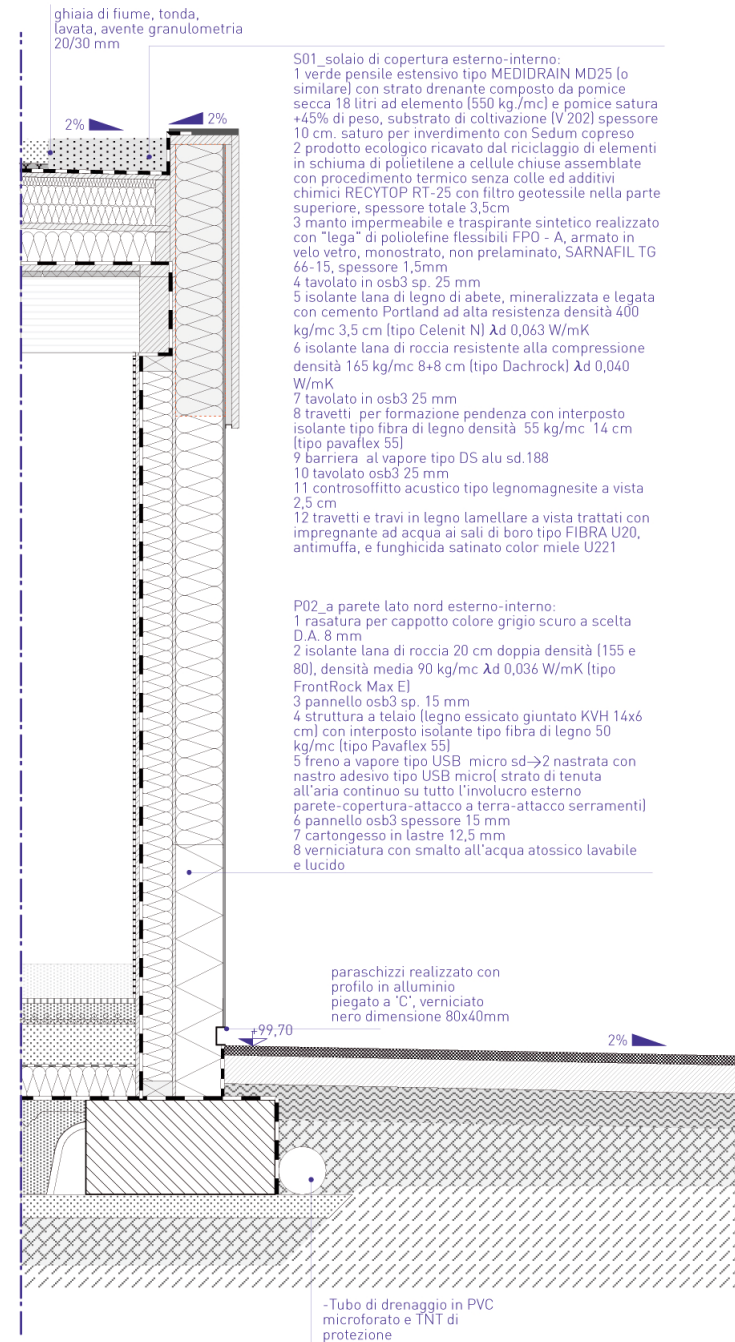 ghiaia di fiume, tonda,
lavata, avente granulometria
20/30 mm
S01_solaio di copertura esterno-interno:
1 verde pensile estensivo tipo MEDIDRAIN MD25 (o
similare) con strato drenante composto da pomice
secca 18 litri ad elemento (550 kg./mc) e pomice satura
+45% di peso, substrato di coltivazione (V 202) spessore
10 cm. saturo per inverdimento con Sedum copreso
2 prodotto ecologico ricavato dal riciclaggio di elementi
in schiuma di polietilene a cellule chiuse assemblate
con procedimento termico senza colle ed additivi
chimici RECYTOP RT-25 con filtro geotessile nella parte
superiore, spessore totale 3,5cm
3 manto impermeabile e traspirante sintetico realizzato
con "lega" di poliolefine flessibili FPO - A, armato in
velo vetro, monostrato, non prelaminato, SARNAFIL TG
66-15, spessore 1,5mm
4 tavolato in osb3 sp. 25 mm
5 isolante lana di legno di abete, mineralizzata e legata
con cemento Portland ad alta resistenza densità 400
kg/mc 3,5 cm (tipo Celenit N) λd 0,063 W/mK
6 isolante lana di roccia resistente alla compressione
densità 165 kg/mc 8+8 cm (tipo Dachrock) λd 0,040
W/mK
7 tavolato in osb3 25 mm
8 travetti  per formazione pendenza con interposto
isolante tipo fibra di legno densità  55 kg/mc  14 cm
(tipo pavaflex 55)
9 barriera  al vapore tipo DS alu sd.188
10 tavolato osb3 25 mm
11 controsoffitto acustico tipo legnomagnesite a vista
2,5 cm
12 travetti e travi in legno lamellare a vista trattati con
impregnante ad acqua ai sali di boro tipo FIBRA U20,
antimuffa, e funghicida satinato color miele U221
2%
2%
P02_a parete lato nord esterno-interno:
1 rasatura per cappotto colore grigio scuro a scelta
D.A. 8 mm
2 isolante lana di roccia 20 cm doppia densità (155 e
80), densità media 90 kg/mc λd 0,036 W/mK (tipo
FrontRock Max E)
3 pannello osb3 sp. 15 mm
4 struttura a telaio (legno essicato giuntato KVH 14x6
cm) con interposto isolante tipo fibra di legno 50
kg/mc (tipo Pavaflex 55)
5 freno a vapore tipo USB  micro sd→2 nastrata con
nastro adesivo tipo USB micro( strato di tenuta
all'aria continuo su tutto l'involucro esterno
parete-copertura-attacco a terra-attacco serramenti)
6 pannello osb3 spessore 15 mm
7 cartongesso in lastre 12,5 mm
8 verniciatura con smalto all'acqua atossico lavabile
e lucido
paraschizzi realizzato con
profilo in alluminio
piegato a 'C', verniciato
nero dimensione 80x40mm
+99,70
2%
-Tubo di drenaggio in PVC
microforato e TNT di
protezione